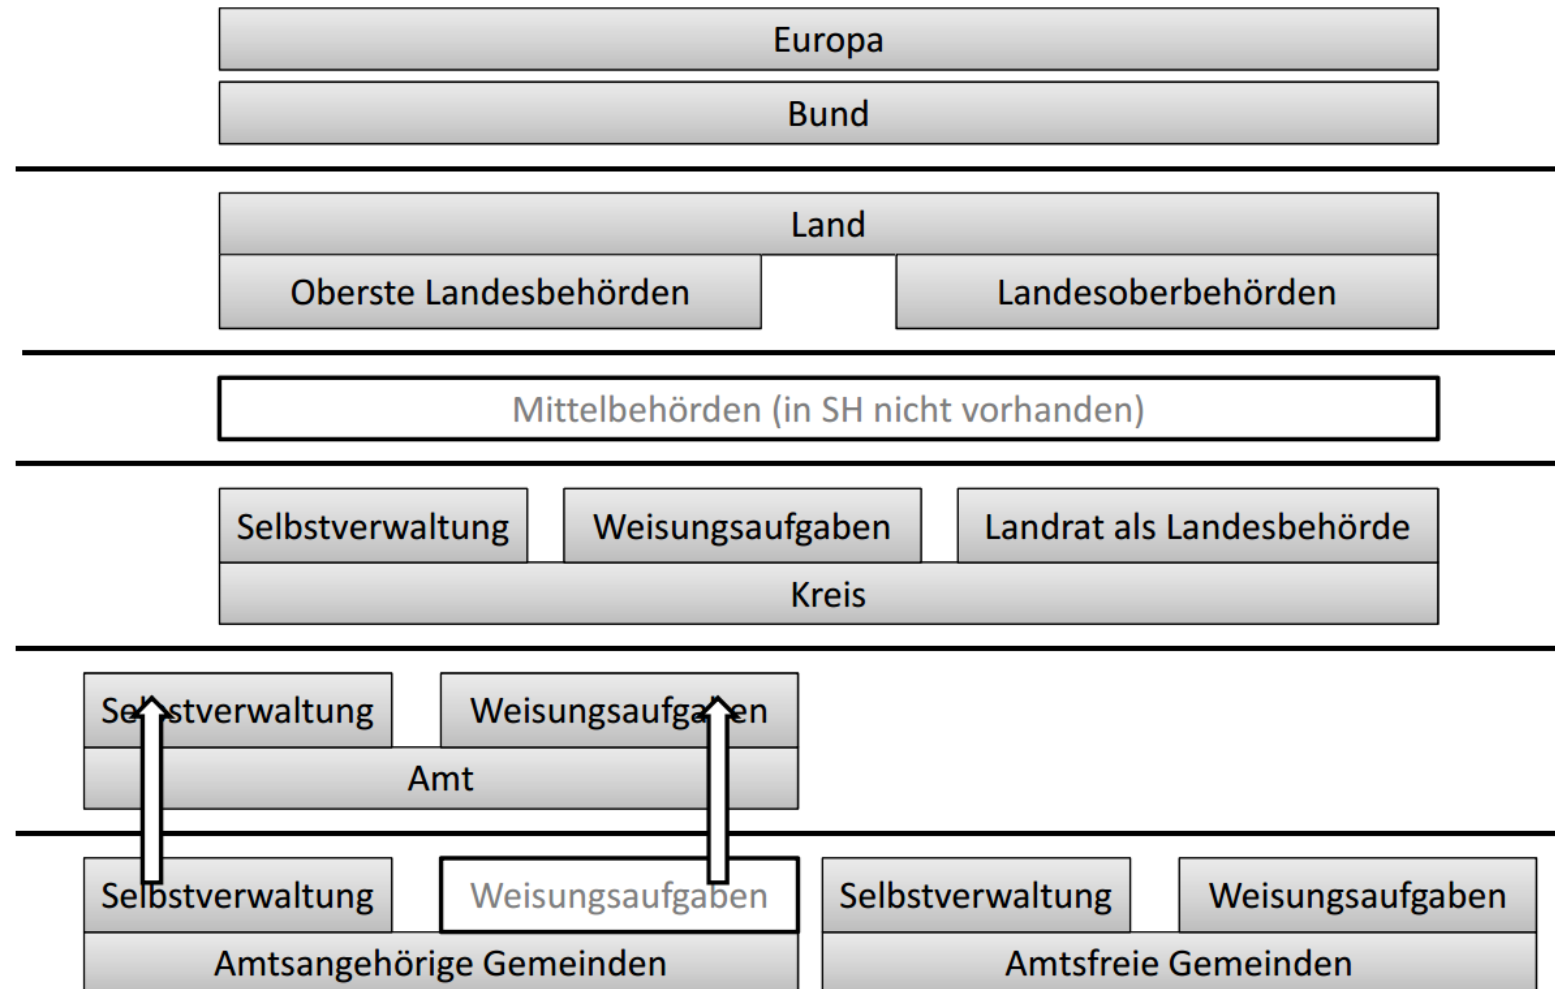 Europa
Bund
Land
Oberste Landesbehörden
Landesoberbehörden
Mittelbehörden (in SH nicht vorhanden)
Selbstverwaltung
Weisungsaufgaben
Landrat als Landesbehörde
Kreis
Selbstverwaltung
Weisungsaufgaben
Amt
Selbstverwaltung
Weisungsaufgaben
Selbstverwaltung
Weisungsaufgaben
Amtsangehörige Gemeinden
Amtsfreie Gemeinden